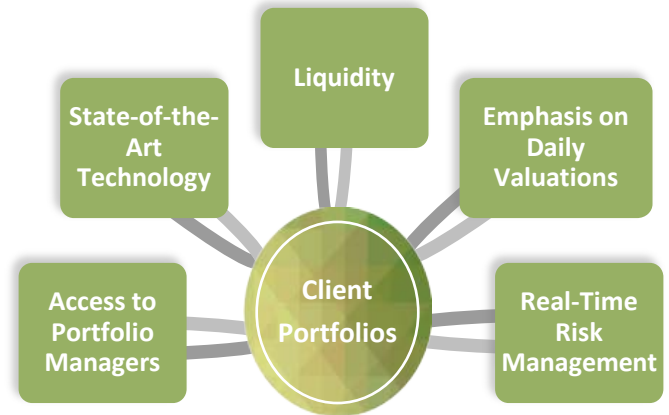 Liquidity
State-of-the-
Art
Technology
Emphasis on
Daily
Valuations
Access to
Portfolio
Managers
Client
Portfolios
Real-Time
Risk
Management